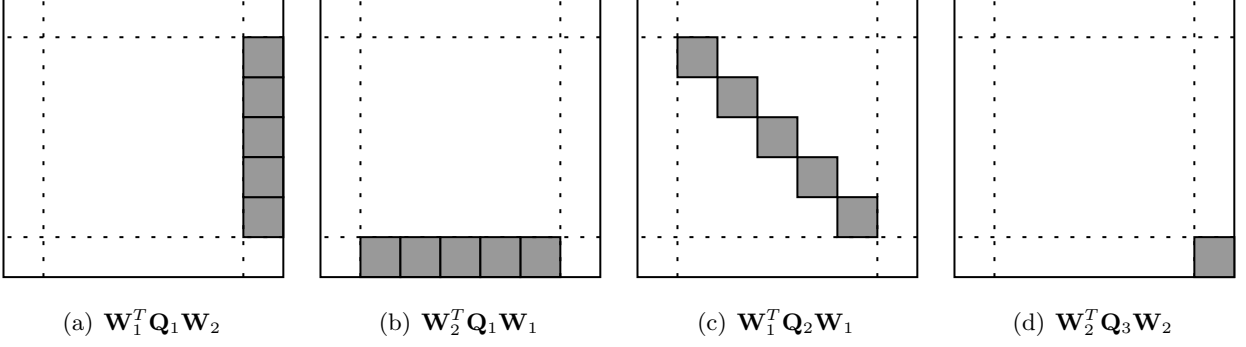 (a) W₁ᵀQ₁W₂
(b) W₂ᵀQ₁W₁
(c) W₁ᵀQ₂W₁
(d) W₂ᵀQ₃W₂